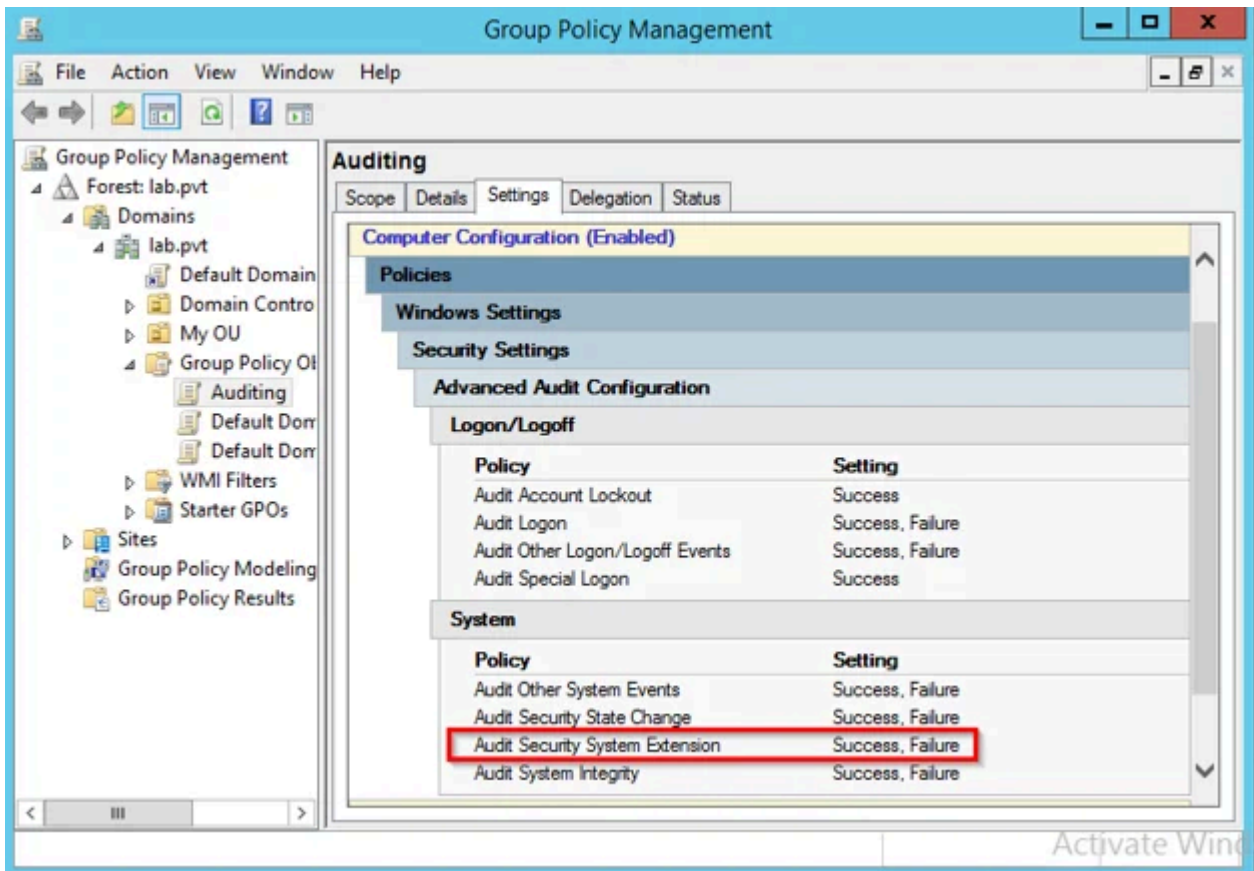 Group Policy Management
File Action View Window Help
Group Policy Management
Forest: lab.pvt
Domains
lab.pvt
Default Domain
Domain Contro
My OU
Group Policy Ob
Auditing
Default Dom
Default Dom
WMI Filters
Starter GPOs
Sites
Group Policy Modeling
Group Policy Results
Auditing
Scope Details Settings Delegation Status
Computer Configuration (Enabled)
Policies
Windows Settings
Security Settings
Advanced Audit Configuration
Logon/Logoff
Policy Setting
Audit Account Lockout Success
Audit Logon Success, Failure
Audit Other Logon/Logoff Events Success, Failure
Audit Special Logon Success
System
Policy Setting
Audit Other System Events Success, Failure
Audit Security State Change Success, Failure
Audit Security System Extension Success, Failure
Audit System Integrity Success, Failure
Activate Wind